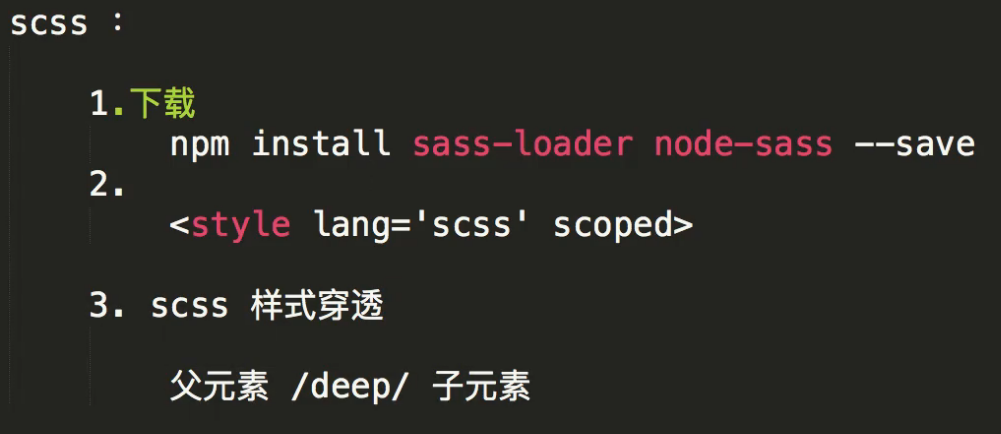 scss :
1.下载
npm install sass-loader node-sass --save
2.
<style lang='scss' scoped>
3. scss 样式穿透
父元素 /deep/ 子元素